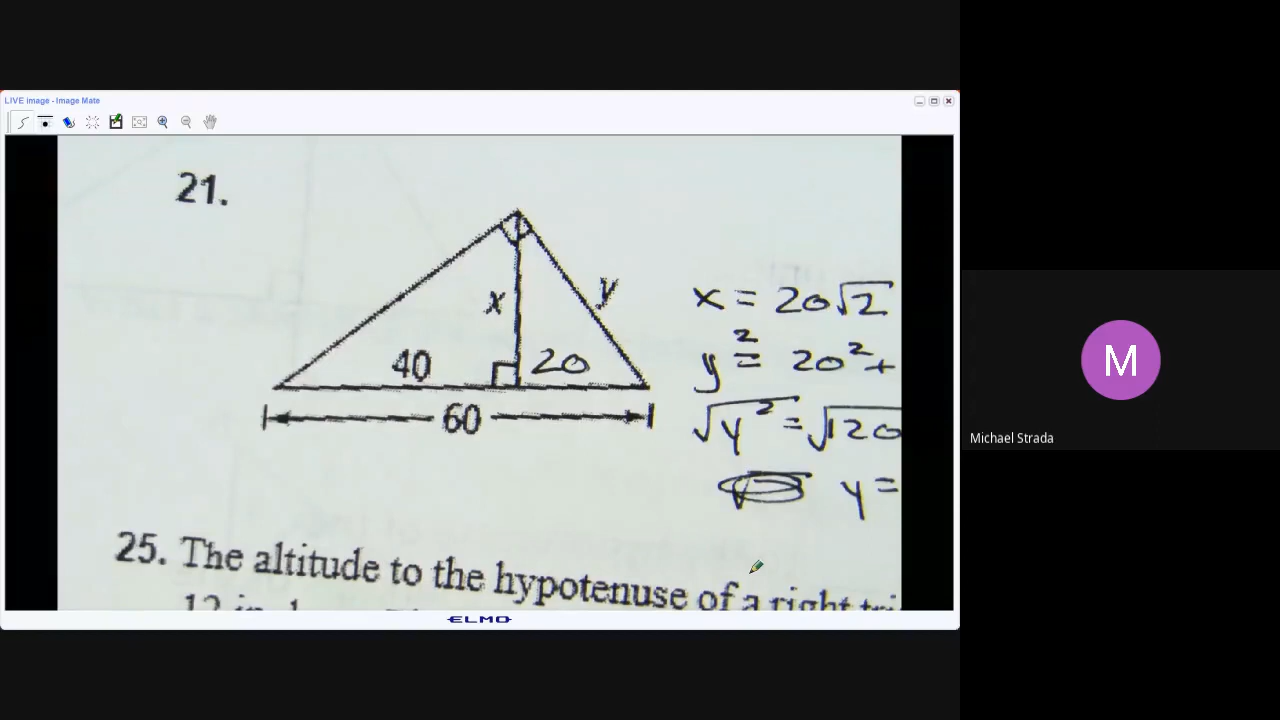 LIVE image - Image Mate
21.
x
y
40
20
60
x = 20√2
y² = 20² +
√y² = √120
y =
25. The altitude to the hypotenuse of a right tri
ELMO
M
Michael Strada